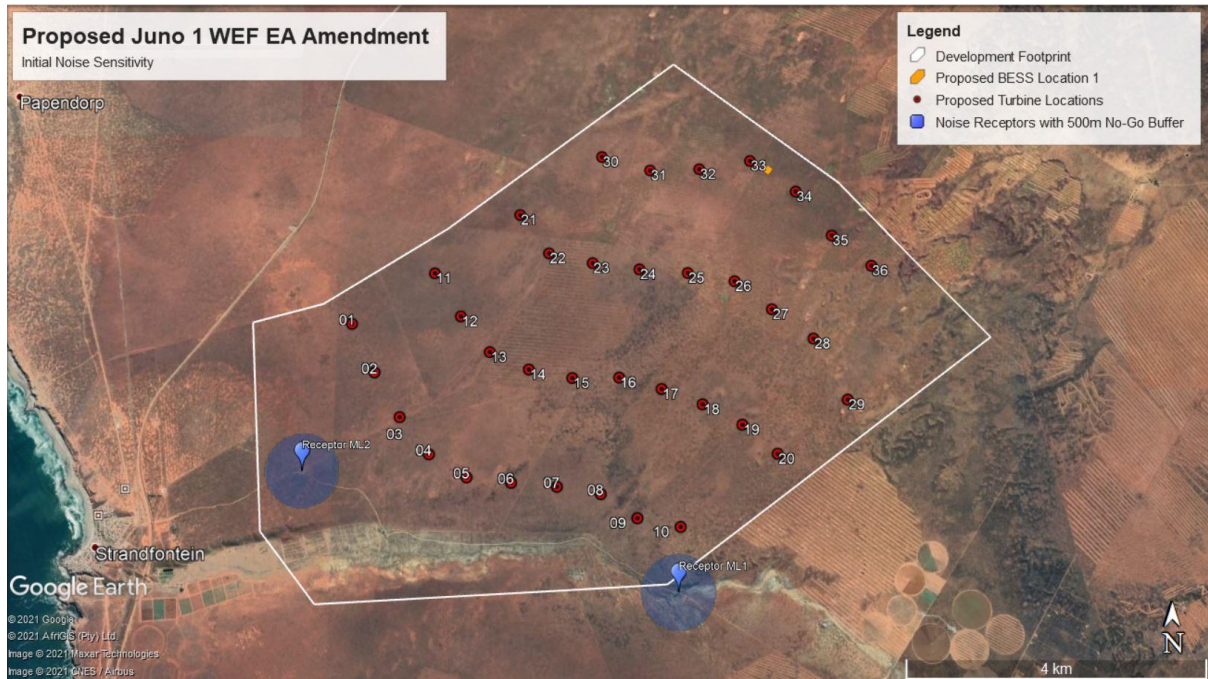 Proposed Juno 1 WEF EA Amendment
Initial Noise Sensitivity
Legend
Development Footprint
Proposed BESS Location 1
Proposed Turbine Locations
Noise Receptors with 500m No-Go Buffer
Papendorp
30
31
32
33
34
21
35
22
23
24
25
36
11
26
12
27
01
28
13
02
14
15
16
17
29
18
03
19
Receptor ML2
04
20
05
06
07
08
09
10
Strandfontein
Receptor ML1
Google Earth
© 2021 Google
© 2021 AfriGIS (Pty) Ltd.
Image © 2021 Maxar Technologies
Image © 2021 CNES / Airbus
N
4 km